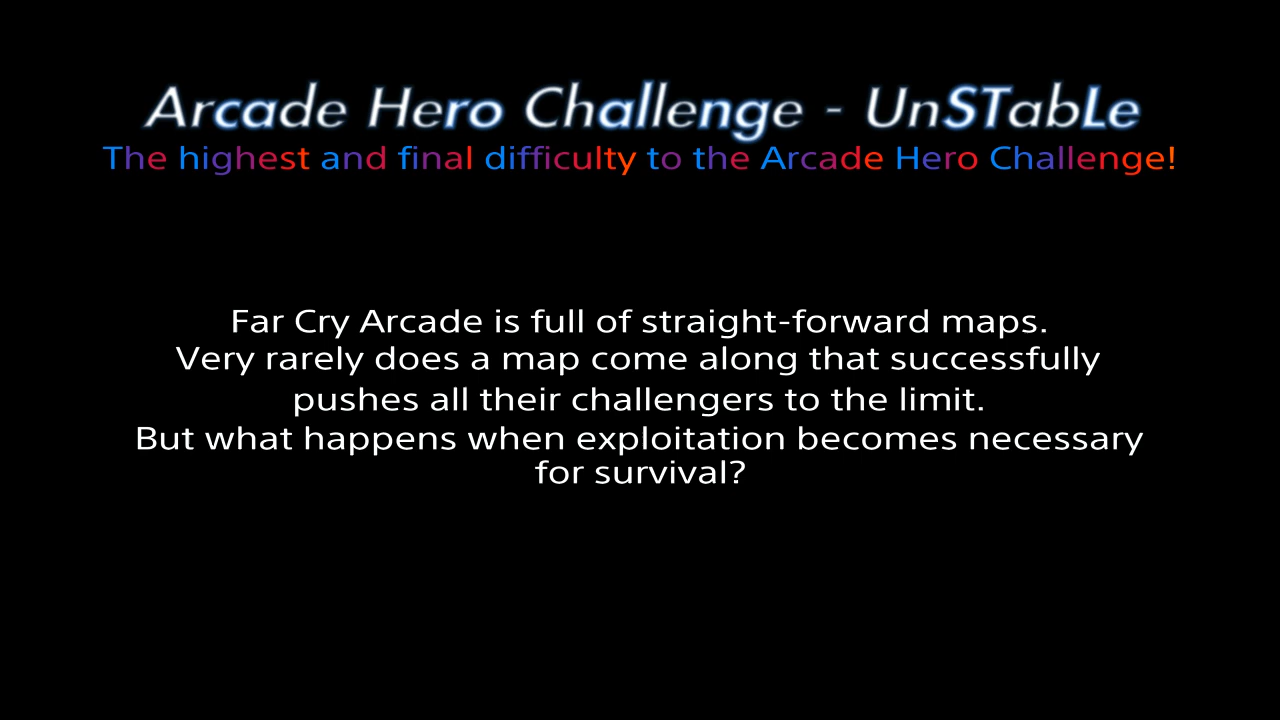 Arcade Hero Challenge - UnSTabLe
The highest and final difficulty to the Arcade Hero Challenge!
Far Cry Arcade is full of straight-forward maps.
Very rarely does a map come along that successfully
pushes all their challengers to the limit.
But what happens when exploitation becomes necessary
for survival?